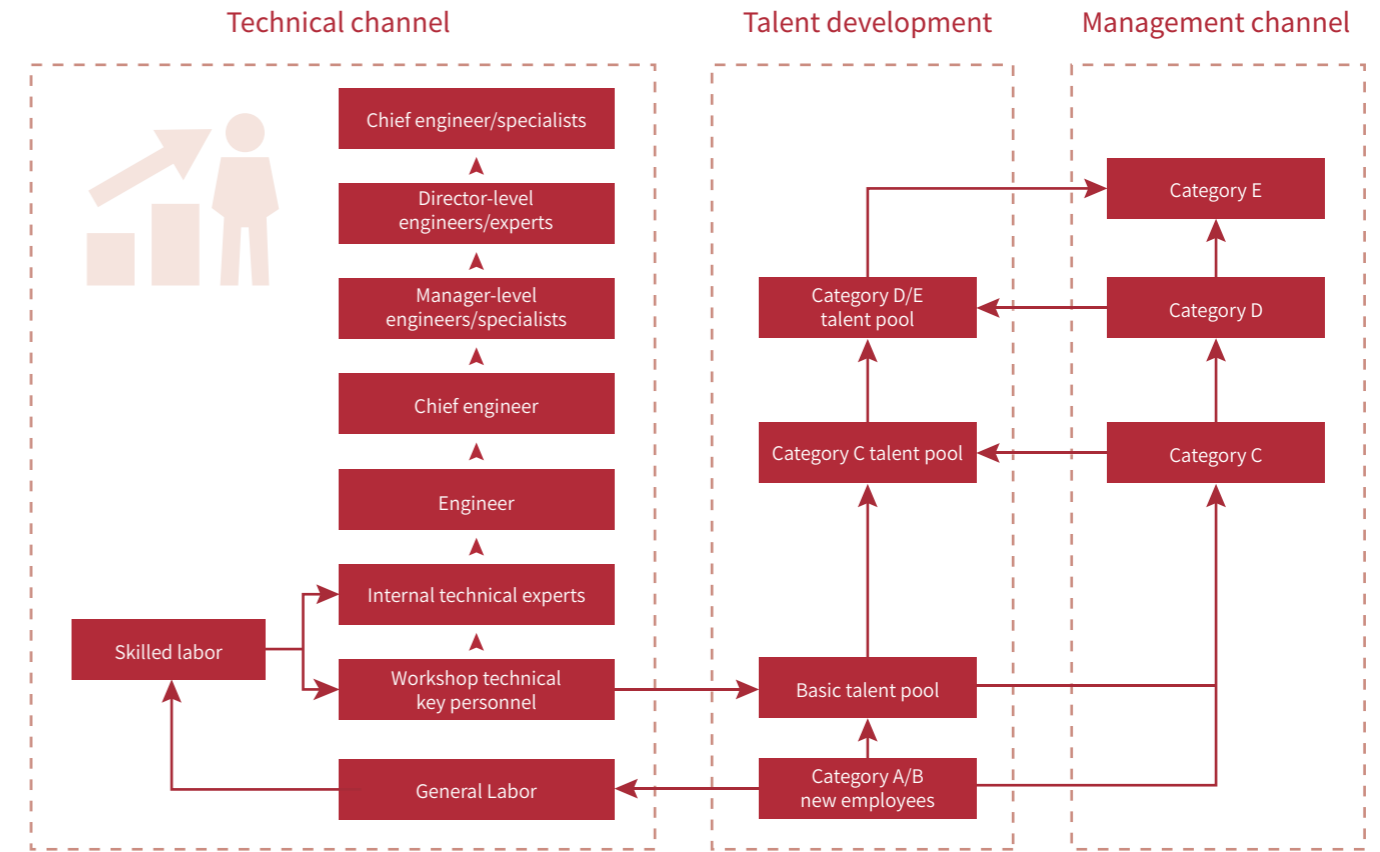 Technical channel
Talent development
Management channel
Chief engineer/specialists
Director-level
engineers/experts
Manager-level
engineers/specialists
Chief engineer
Engineer
Internal technical experts
Skilled labor
Workshop technical
key personnel
General Labor
Category D/E
talent pool
Category C talent pool
Basic talent pool
Category A/B
new employees
Category E
Category D
Category C